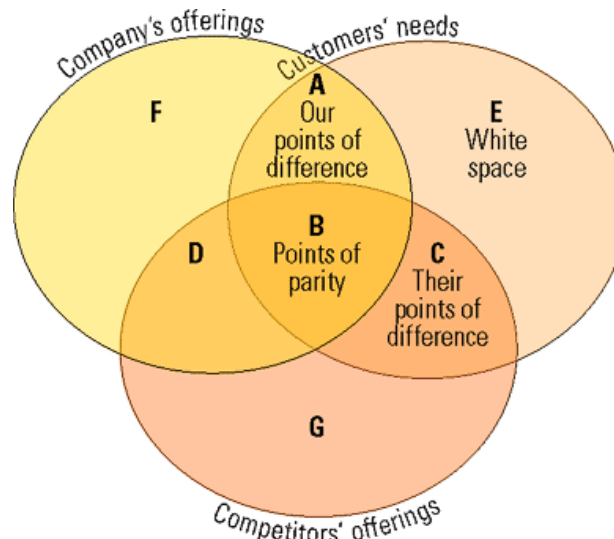 Company's offerings
Customers' needs
F
A
Our
points of
difference
E
White
space
D
B
Points of
parity
C
Their
points of
difference
G
Competitors' offerings